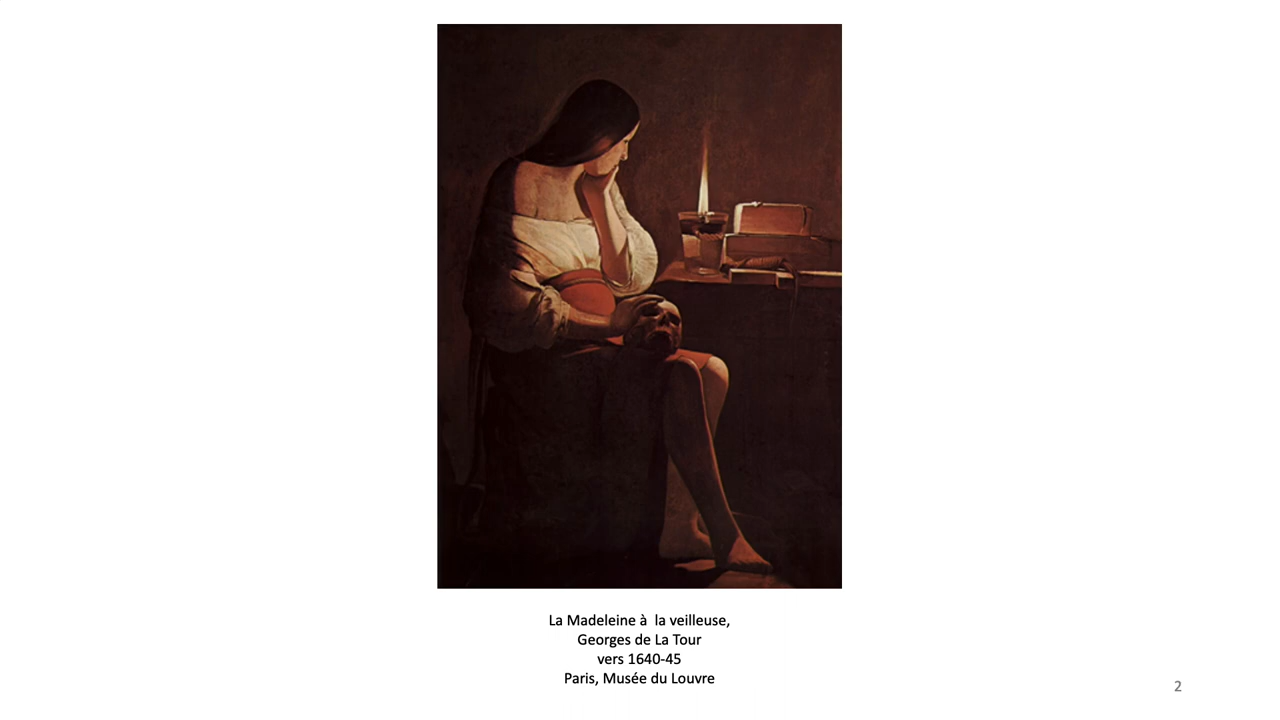 La Madeleine à  la veilleuse,
Georges de La Tour
vers 1640-45
Paris, Musée du Louvre
2